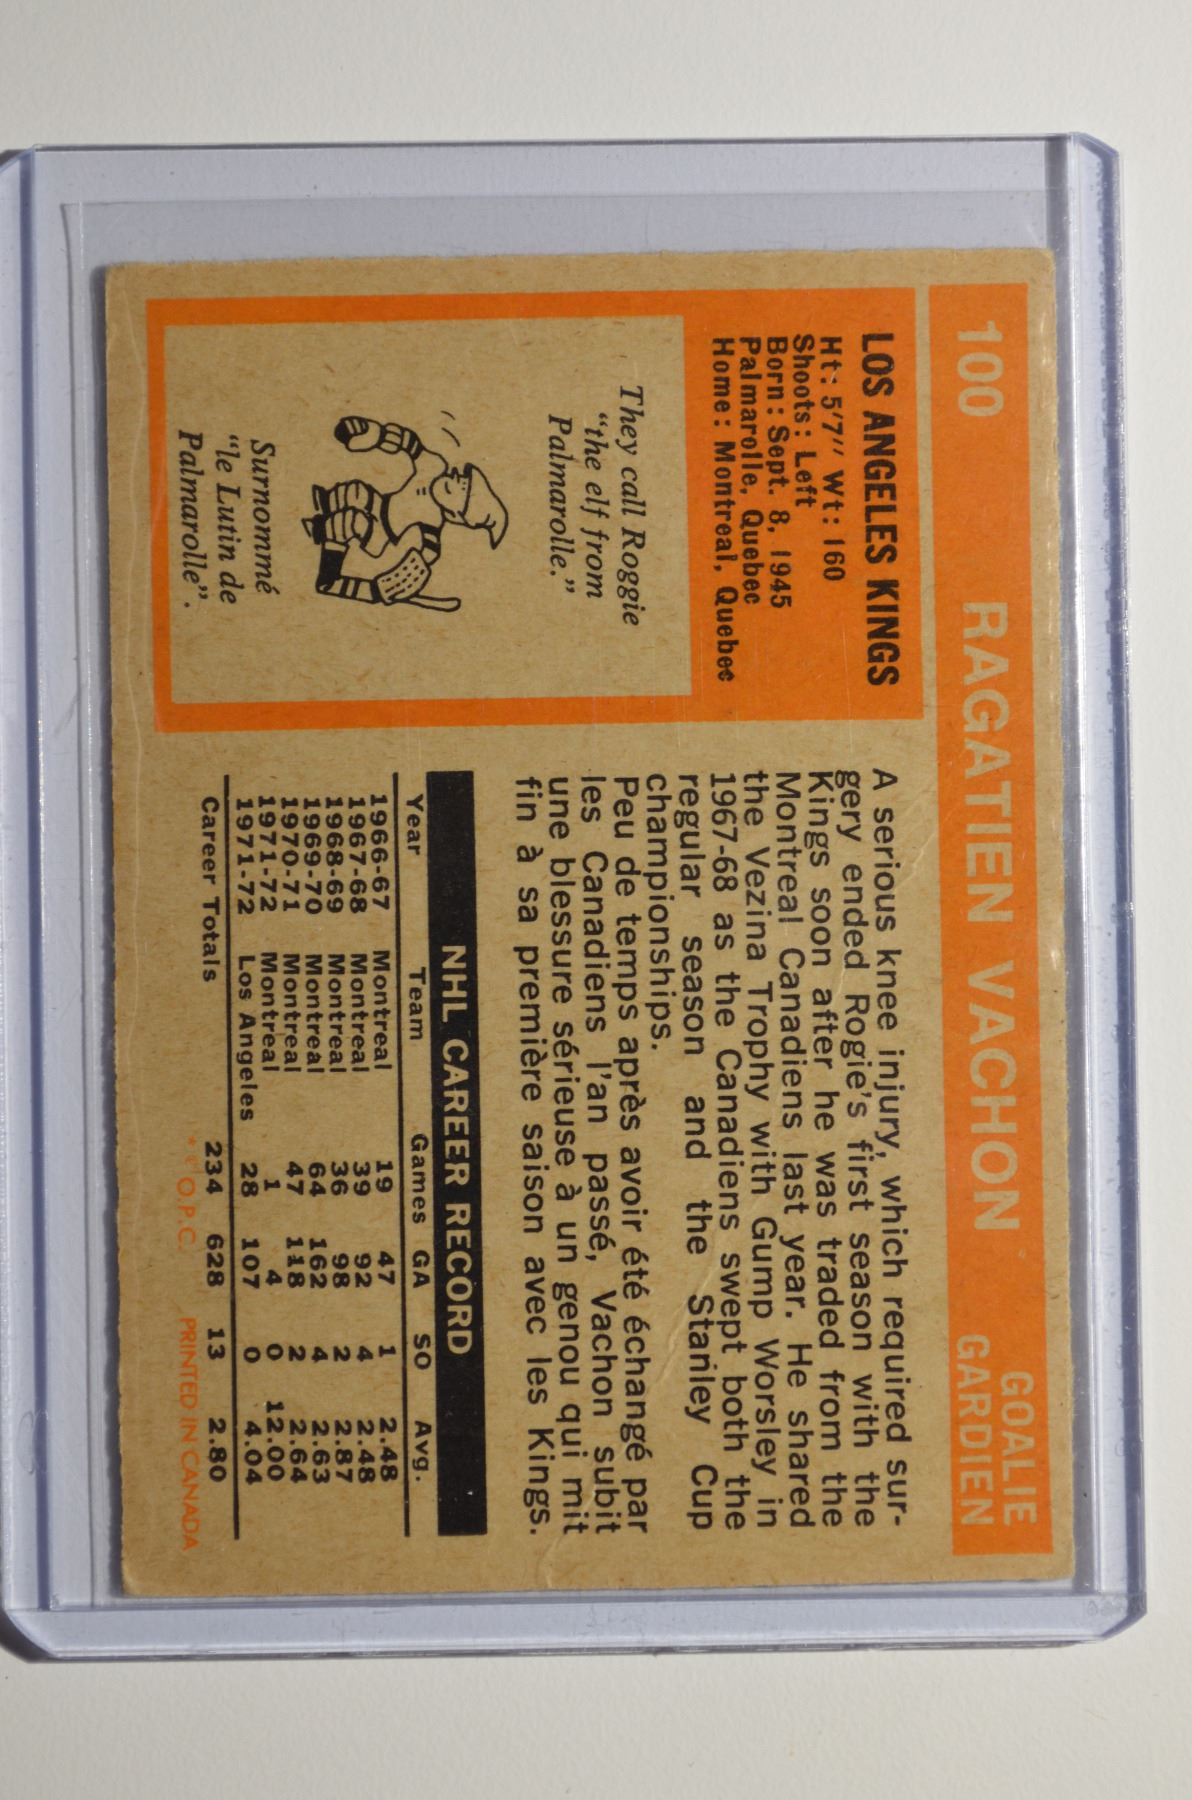 100 RAGATIEN VACHON GOALIE
GARDIEN
LOS ANGELES KINGS
Ht: 5'7'' Wt: 160
Shoots: Left
Born: Sept. 8, 1945
Palmarolle, Quebec
Home: Montreal, Quebec
They call Roggie
“the elf from
Palmarolle.”
Surnommé
“le Lutin de
Palmarolle”.
A serious knee injury, which required sur-
gery ended Rogie's first season with the
Kings soon after he was traded from the
Montreal Canadiens last year. He shared
the Vezina Trophy with Gump Worsley in
1967-68 as the Canadiens swept both the
regular season and the Stanley Cup
championships.
Peu de temps après avoir été échangé par
les Canadiens l'an passé, Vachon subit
une blessure sérieuse à un genou qui mit
fin à sa première saison avec les Kings.
NHL CAREER RECORD
Year Team Games GA SO Avg.
1966-67 Montreal 19 47 1 2.48
1967-68 Montreal 39 92 4 2.48
1968-69 Montreal 36 98 2 2.87
1969-70 Montreal 64 162 4 2.63
1970-71 Montreal 47 118 2 2.64
1971-72 Montreal 1 4 0 12.00
1971-72 Los Angeles 28 107 0 4.04
Career Totals 234 628 13 2.80
* * O.P.C. PRINTED IN CANADA